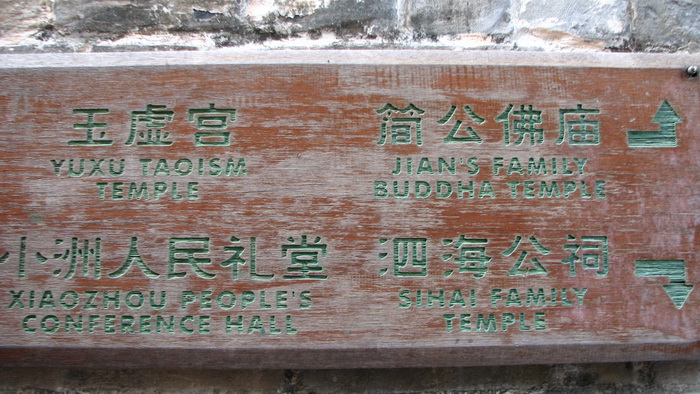 玉虚宫 简公佛庙
YUXU TAOISM JIAN'S FAMILY
TEMPLE BUDDHA TEMPLE
小洲人民礼堂 泗海公祠
XIAOZHOU PEOPLE'S SIHAI FAMILY
CONFERENCE HALL TEMPLE